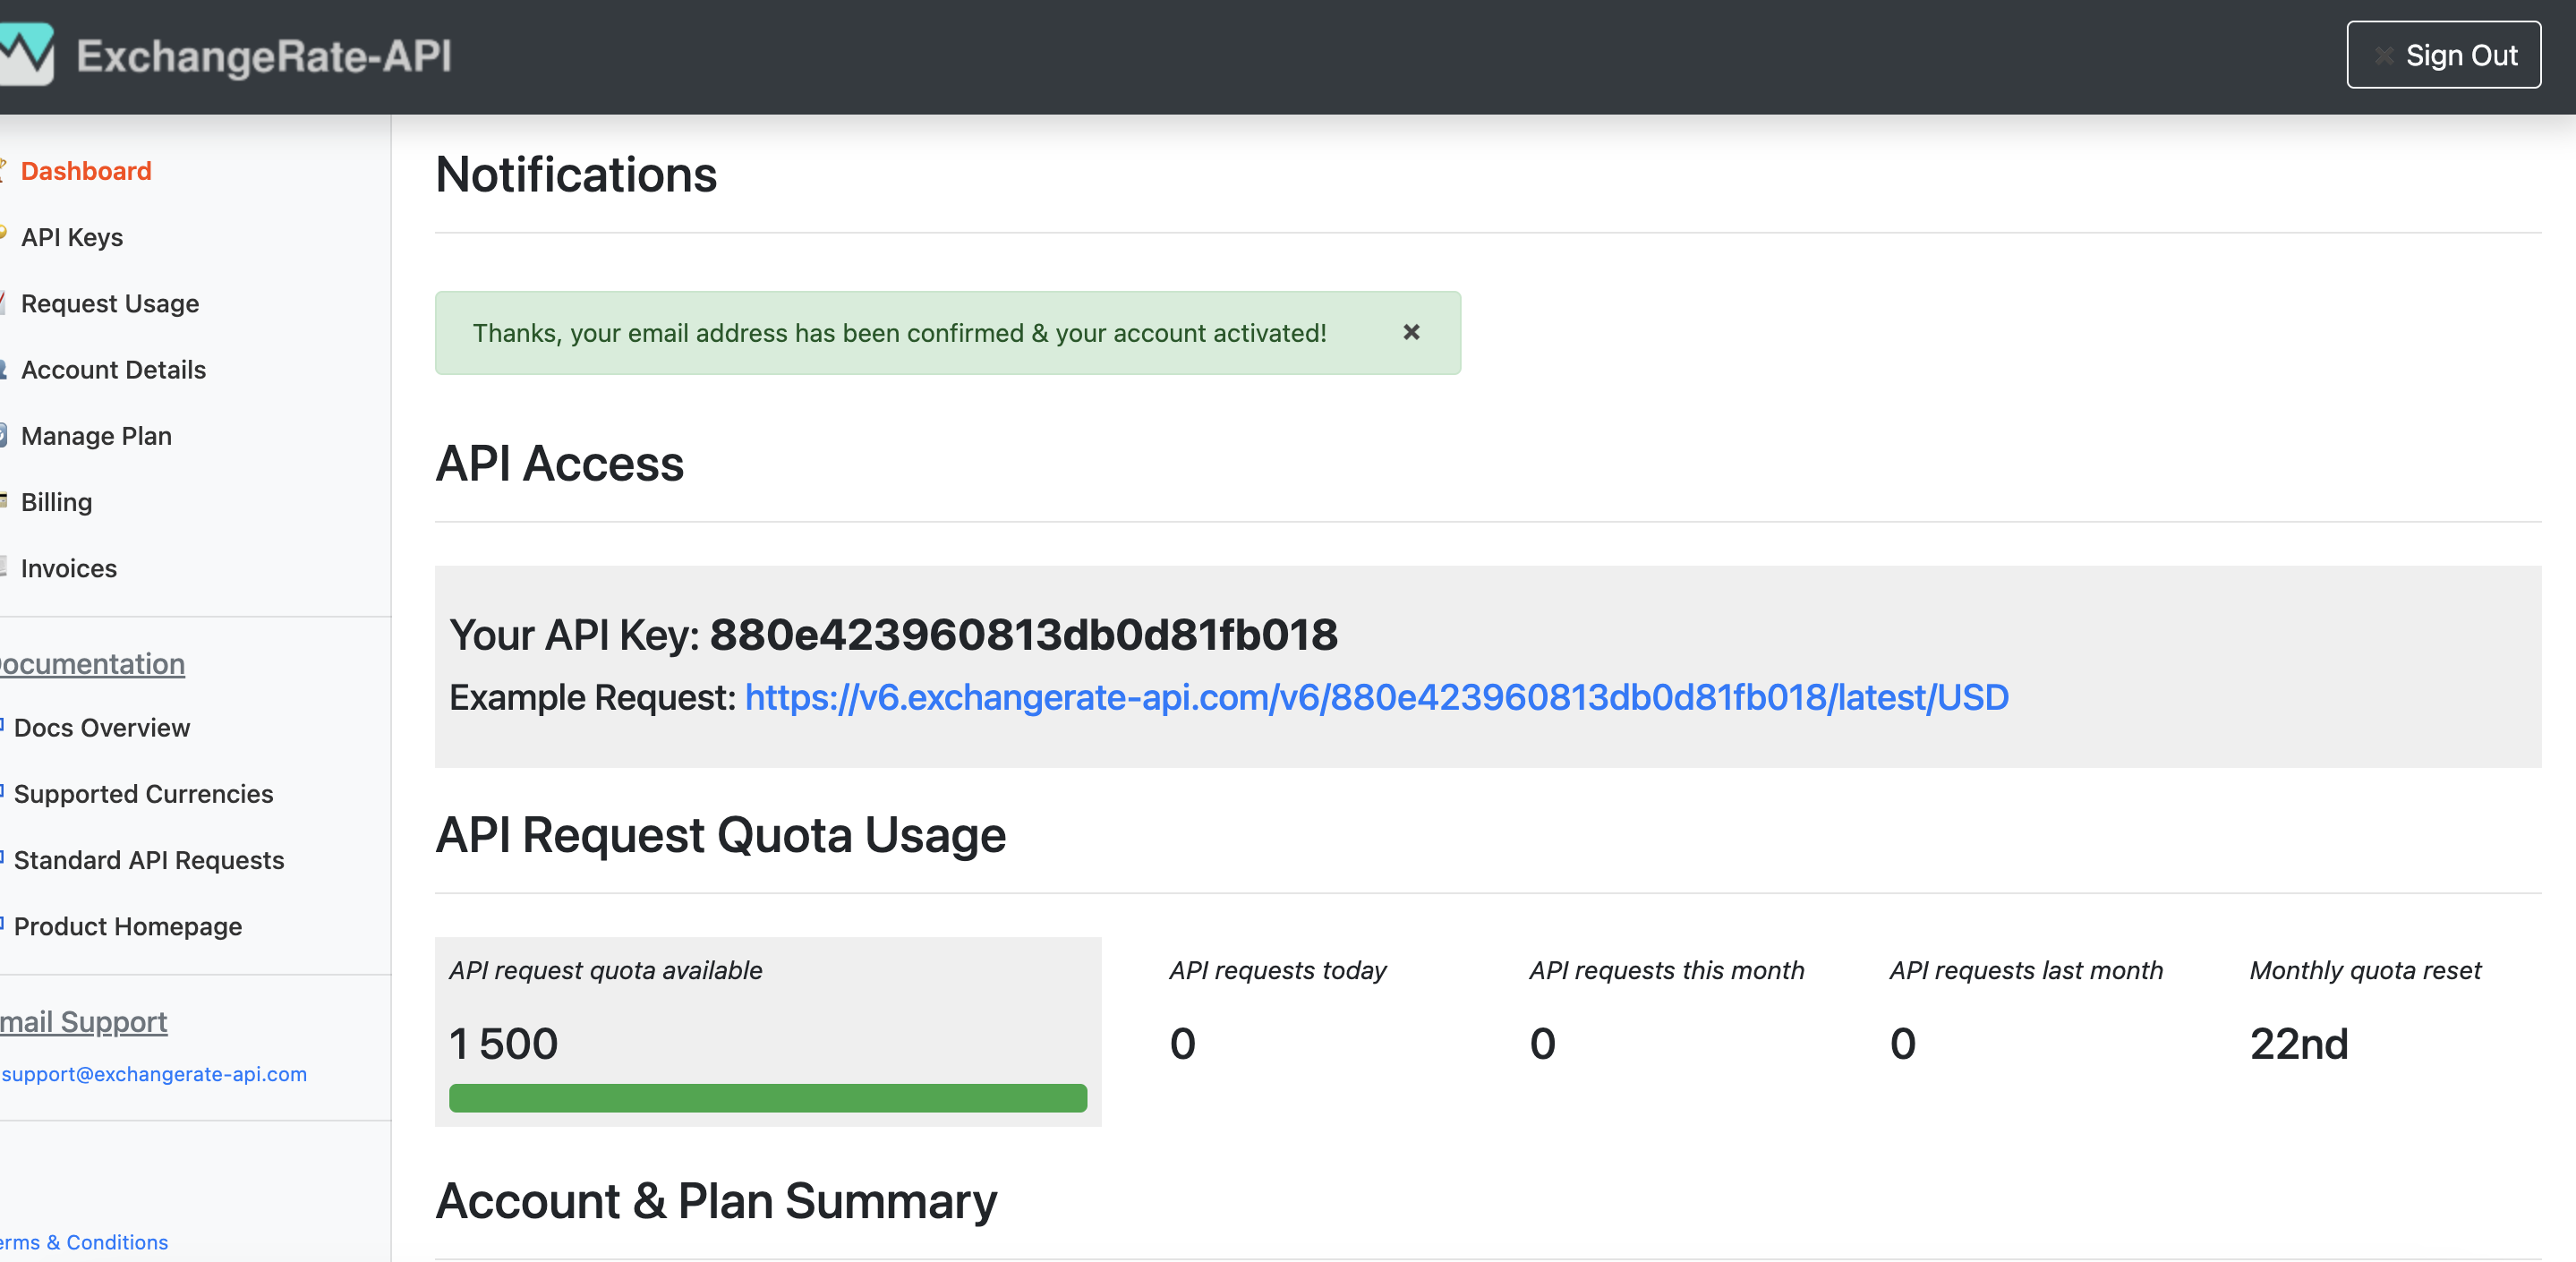 ExchangeRate-API
Sign Out
Dashboard
API Keys
Request Usage
Account Details
Manage Plan
Billing
Invoices
ocumentation
Docs Overview
Supported Currencies
Standard API Requests
Product Homepage
mail Support
support@exchangerate-api.com
erms & Conditions
Notifications
Thanks, your email address has been confirmed & your account activated! ×
API Access
Your API Key: 880e423960813db0d81fb018
Example Request: https://v6.exchangerate-api.com/v6/880e423960813db0d81fb018/latest/USD
API Request Quota Usage
API request quota available
1 500
API requests today
0
API requests this month
0
API requests last month
0
Monthly quota reset
22nd
Account & Plan Summary